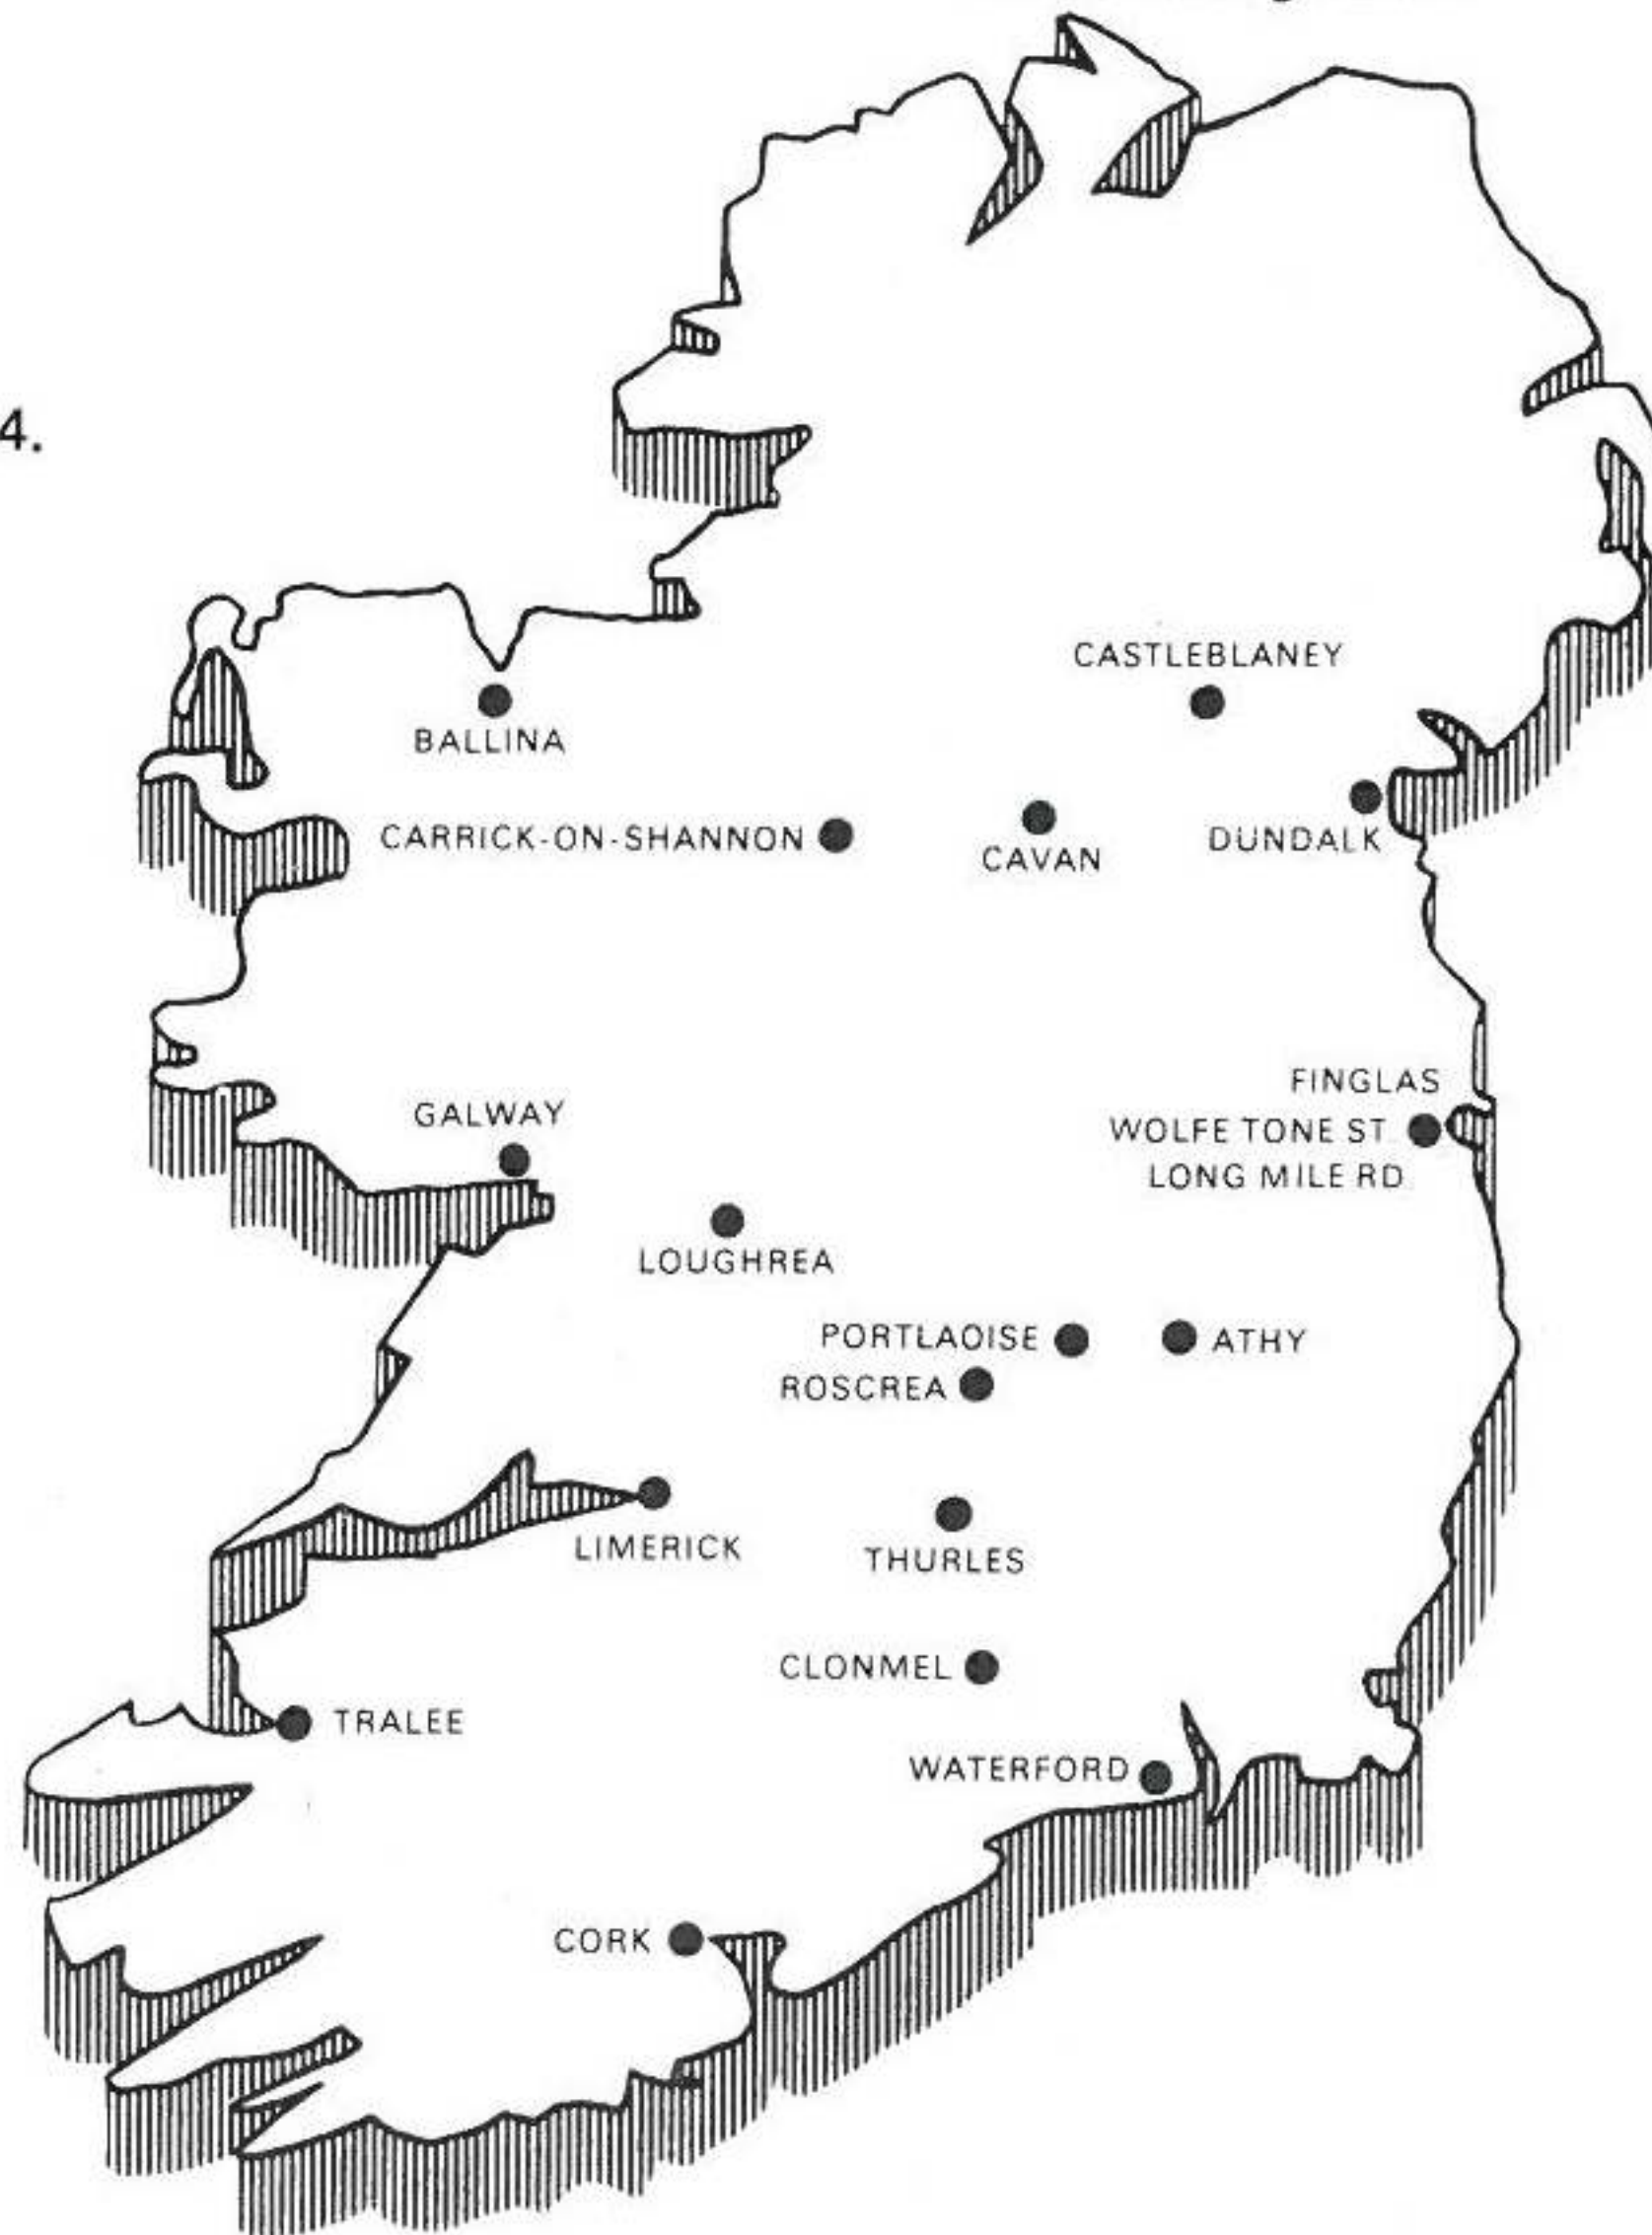 4.
CASTLEBLANEY
BALLINA
CARRICK-ON-SHANNON
CAVAN
DUNDALK
FINGLAS
GALWAY
WOLFE TONE ST
LONG MILE RD
LOUGHREA
PORTLAOISE
ATHY
ROSCREA
LIMERICK
THURLES
CLONMEL
TRALEE
WATERFORD
CORK